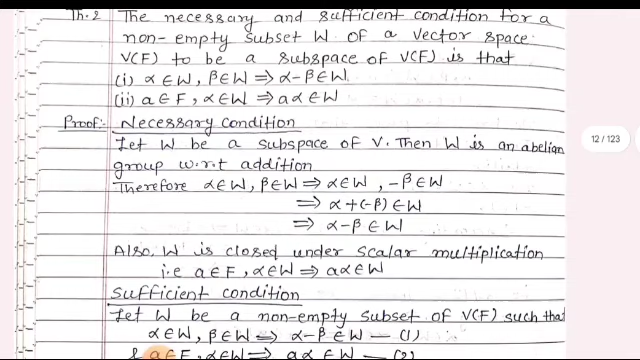 Th.2 The necessary and sufficient condition for a
non-empty subset W of a vector space
V(F) to be a subspace of V(F) is that
(i) α∈W, β∈W ⟹ α-β∈W
(ii) a∈F, α∈W ⟹ aα∈W
Proof:- Necessary Condition
Let W be a subspace of V. Then W is an abelian
group w.r.t addition
Therefore α∈W, β∈W ⟹ α∈W, -β∈W
⟹ α+(-β)∈W
⟹ α-β∈W
12/123
Also W is closed under scalar multiplication
i.e a∈F, α∈W ⟹ aα∈W
Sufficient condition
Let W be a non-empty subset of V(F) such that
α∈W, β∈W ⟹ α-β∈W — (1)
& a∈F, α∈W ⟹ aα∈W — (2)